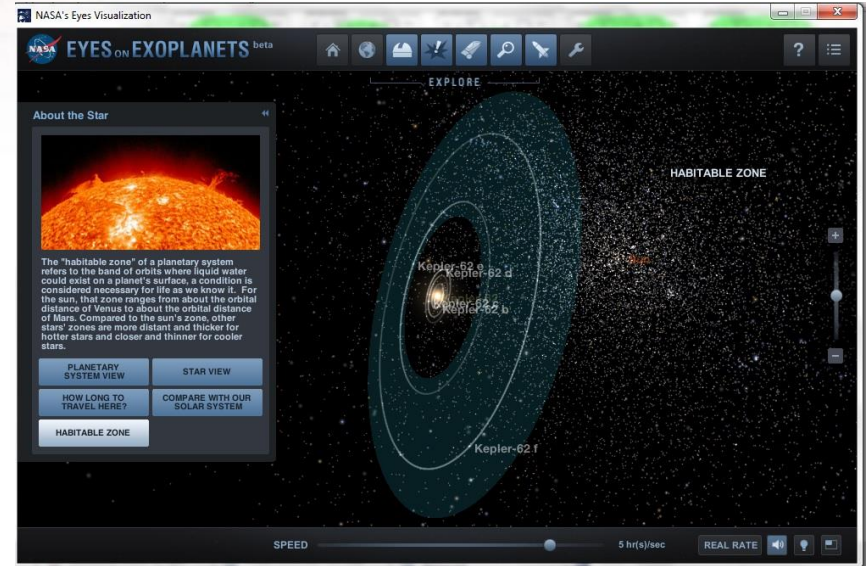 NASA's Eyes Visualization
NASA
EYES ON EXOPLANETS beta
?
EXPLORE
About the Star
HABITABLE ZONE
The "habitable zone" of a planetary system
refers to the band of orbits where liquid water
could exist on a planet's surface, a condition is
considered necessary for life as we know it. For
the sun, that zone ranges from about the orbital
distance of Venus to about the orbital distance
of Mars. Compared to the sun's zone, other
stars' zones are more distant and thicker for
hotter stars and closer and thinner for cooler
stars.
PLANETARY
SYSTEM VIEW
STAR VIEW
HOW LONG TO
TRAVEL HERE?
COMPARE WITH OUR
SOLAR SYSTEM
HABITABLE ZONE
Kepler-62 e
Kepler-62 d
Kepler-62 c
Kepler-62 b
Kepler-62 f
SPEED
5 hr(s)/sec
REAL RATE